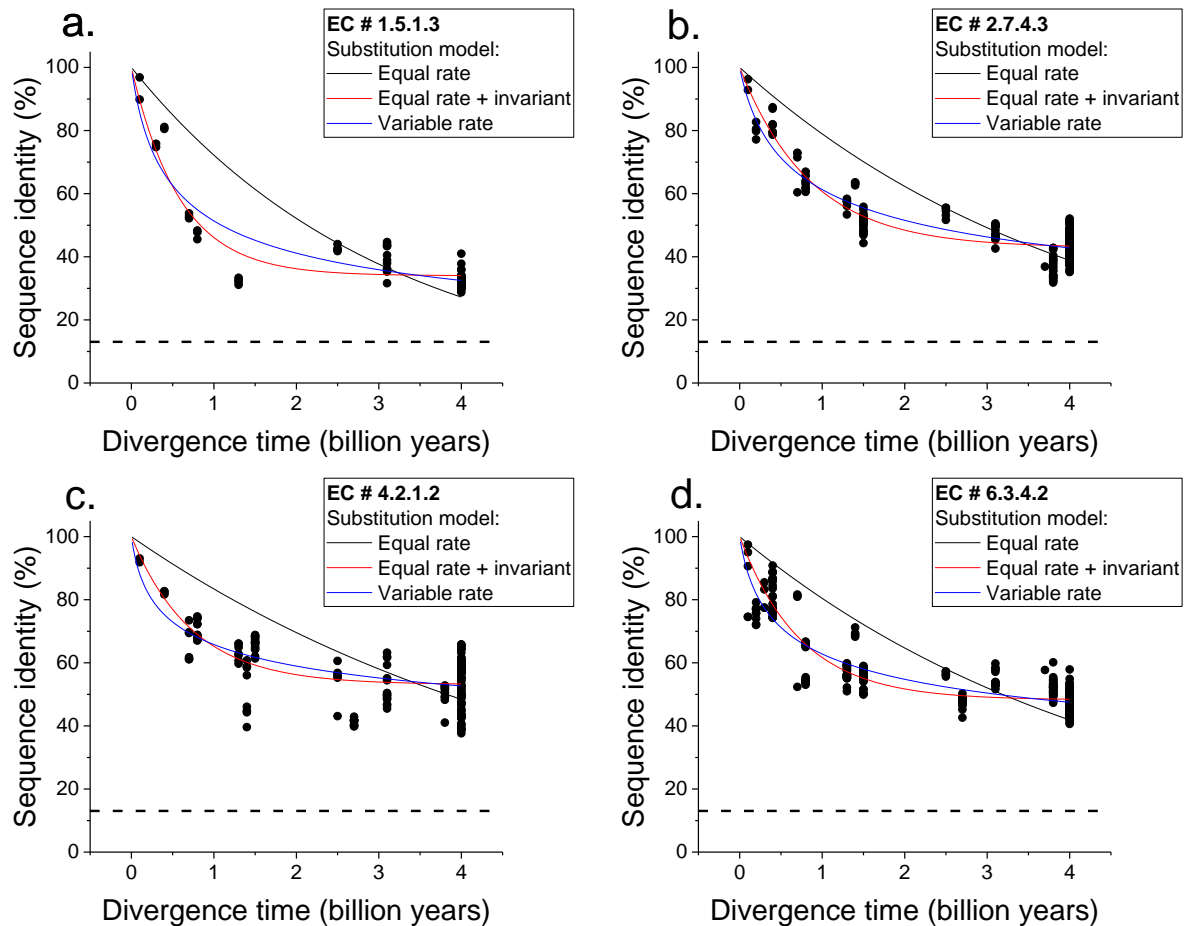 a.
EC # 1.5.1.3
Substitution model:
Equal rate
Equal rate + invariant
Variable rate
Sequence identity (%)
100
80
60
40
20
0
0 1 2 3 4
Divergence time (billion years)
b.
EC # 2.7.4.3
Substitution model:
Equal rate
Equal rate + invariant
Variable rate
Sequence identity (%)
100
80
60
40
20
0
0 1 2 3 4
Divergence time (billion years)
c.
EC # 4.2.1.2
Substitution model:
Equal rate
Equal rate + invariant
Variable rate
Sequence identity (%)
100
80
60
40
20
0
0 1 2 3 4
Divergence time (billion years)
d.
EC # 6.3.4.2
Substitution model:
Equal rate
Equal rate + invariant
Variable rate
Sequence identity (%)
100
80
60
40
20
0
0 1 2 3 4
Divergence time (billion years)